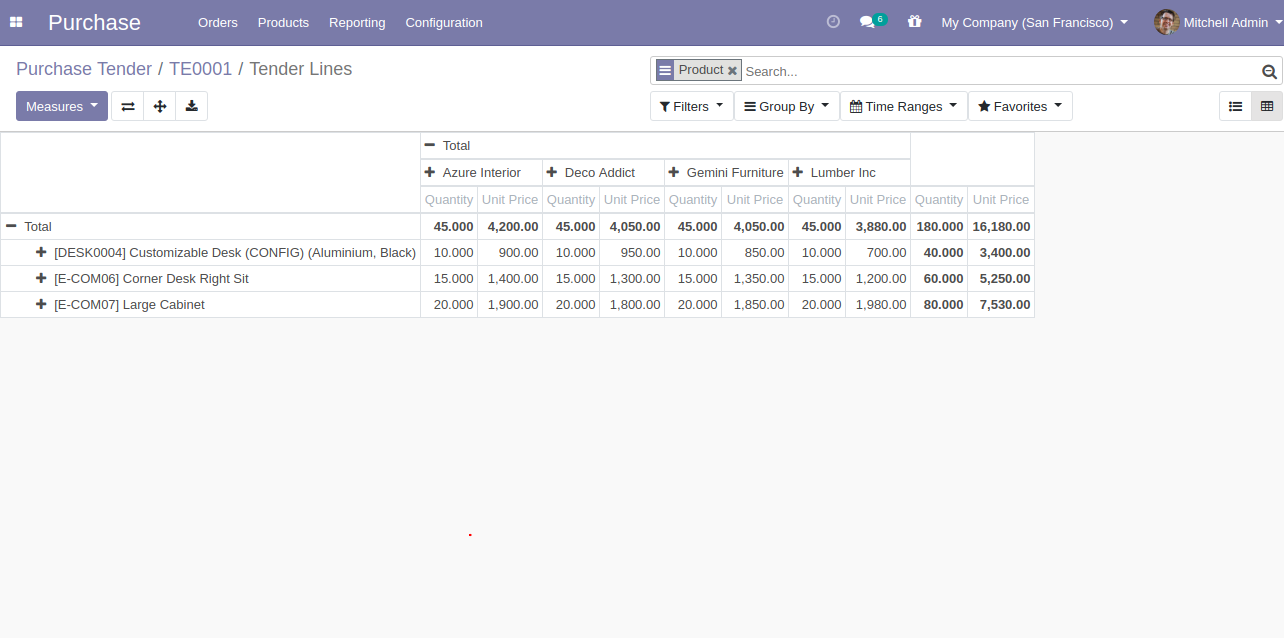 Purchase Orders Products Reporting Configuration 6 My Company (San Francisco) Mitchell Admin
Purchase Tender / TE0001 / Tender Lines
Product Search...
Measures
Filters Group By Time Ranges Favorites
Total
Azure Interior Deco Addict Gemini Furniture Lumber Inc
Quantity Unit Price Quantity Unit Price Quantity Unit Price Quantity Unit Price Quantity Unit Price
Total 45.000 4,200.00 45.000 4,050.00 45.000 4,050.00 45.000 3,880.00 180.000 16,180.00
[DESK0004] Customizable Desk (CONFIG) (Aluminium, Black) 10.000 900.00 10.000 950.00 10.000 850.00 10.000 700.00 40.000 3,400.00
[E-COM06] Corner Desk Right Sit 15.000 1,400.00 15.000 1,300.00 15.000 1,350.00 15.000 1,200.00 60.000 5,250.00
[E-COM07] Large Cabinet 20.000 1,900.00 20.000 1,800.00 20.000 1,850.00 20.000 1,980.00 80.000 7,530.00